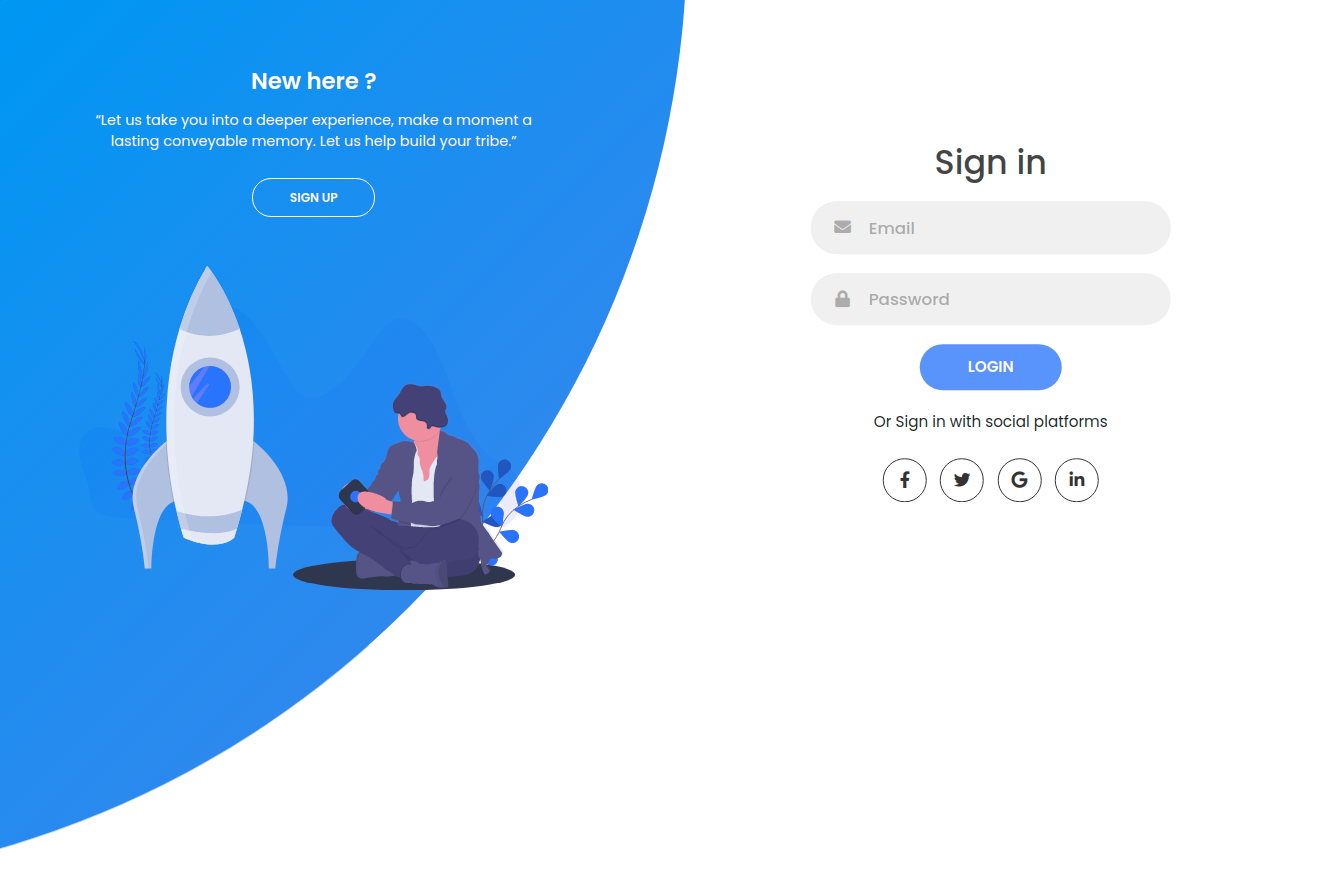 New here ?
“Let us take you into a deeper experience, make a moment a
lasting conveyable memory. Let us help build your tribe.”
SIGN UP
Sign in
Email
Password
LOGIN
Or Sign in with social platforms